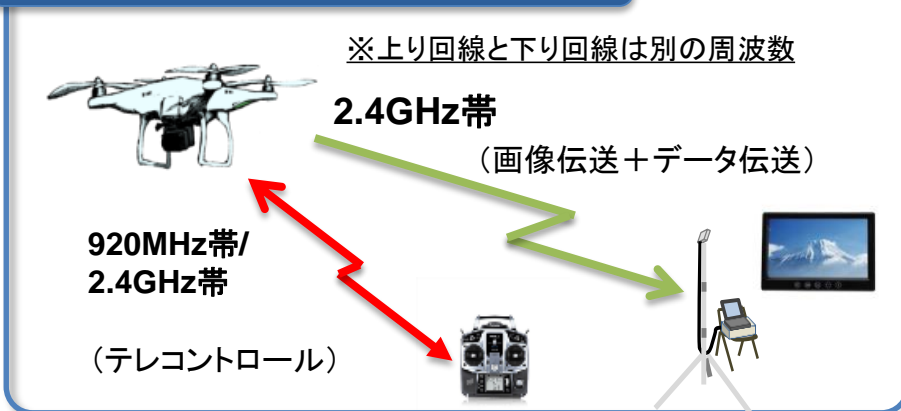 ※上り回線と下り回線は別の周波数
2.4GHz帯
（画像伝送＋データ伝送）
920MHz帯/
2.4GHz帯
（テレコントロール）